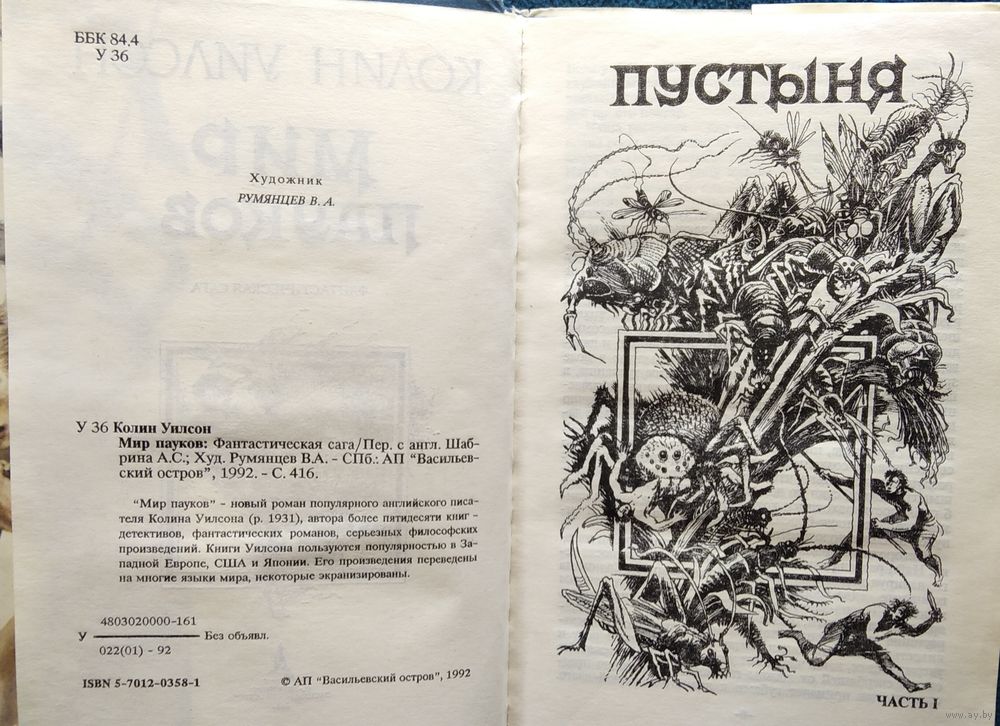 ББК 84.4
У 36
Художник
РУМЯНЦЕВ В. А.
У 36 Колин Уилсон
Мир пауков: Фантастическая сага/Пер. с англ. Шаб-
рина А.С.; Худ. Румянцев В.А. - СПб.: АП "Васильев-
ский остров", 1992. - С. 416.
"Мир пауков" - новый роман популярного английского писа-
теля Колина Уилсона (р. 1931), автора более пятидесяти книг -
детективов, фантастических романов, серьезных философских
произведений. Книги Уилсона пользуются популярностью в За-
падной Европе, США и Японии. Его произведения переведены
на многие языки мира, некоторые экранизированы.
4803020000-161
У Без объявл.
022(01) - 92
ISBN 5-7012-0358-1
© АП "Васильевский остров", 1992
ПУСТЫНЯ
ЧАСТЬ I
www.ay.by